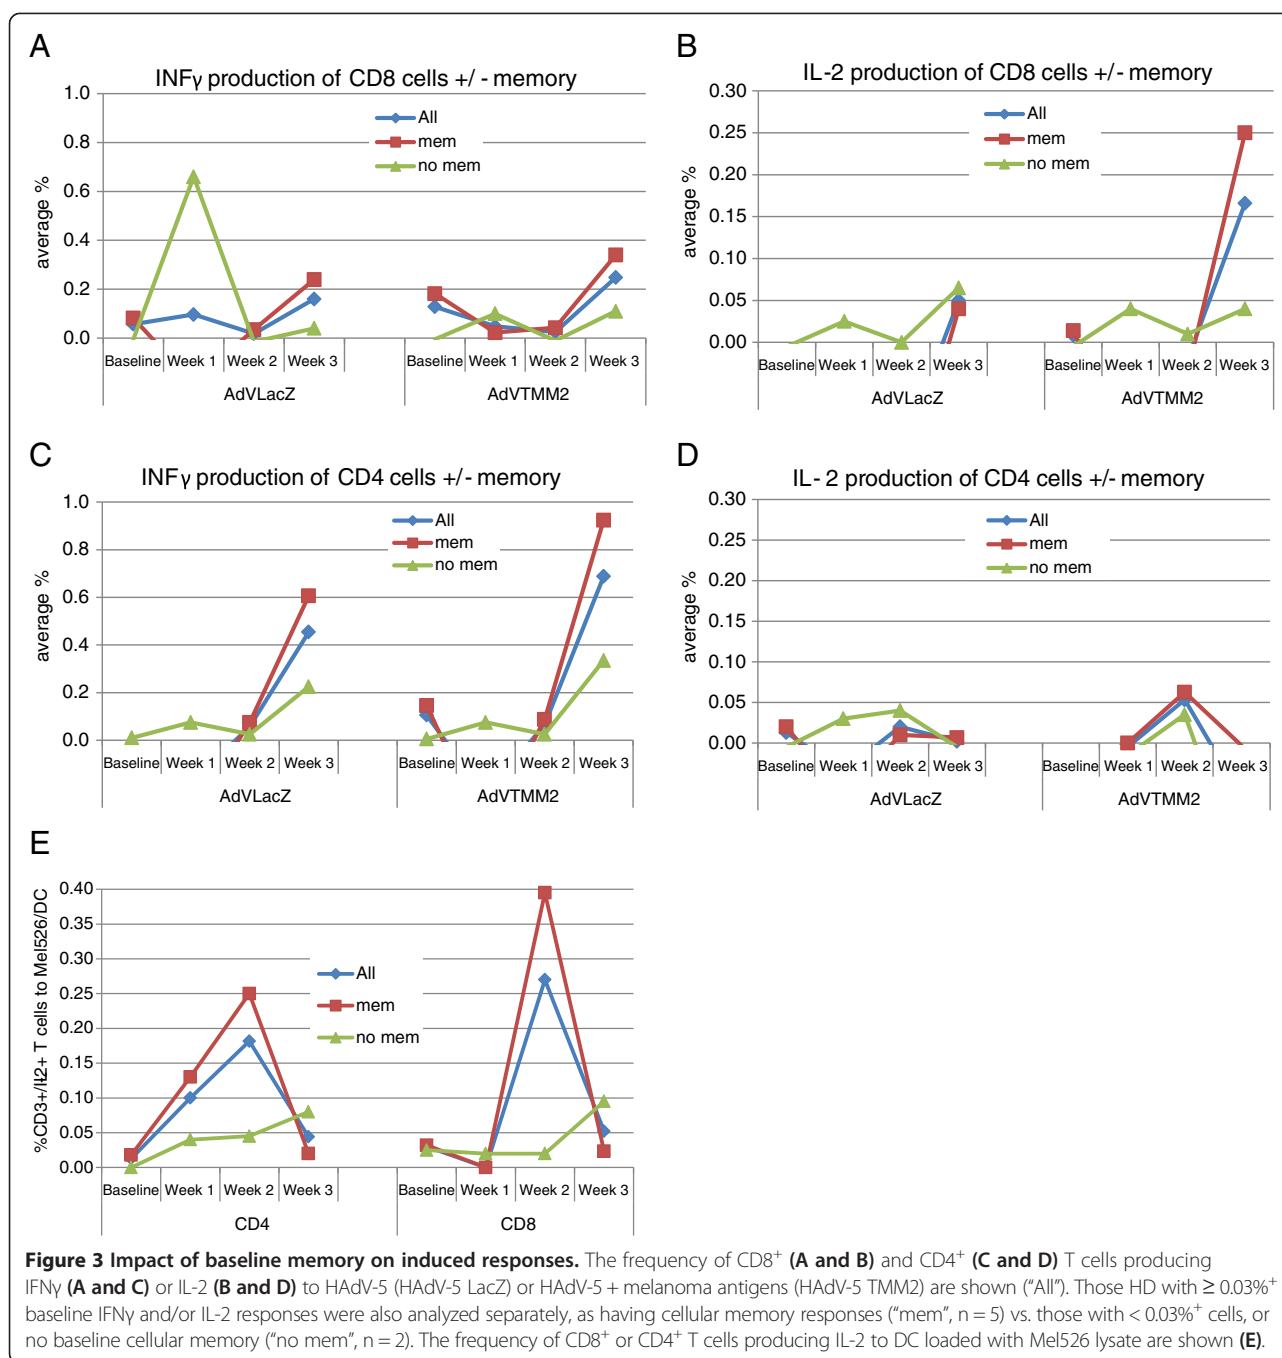 A
INFγ production of CD8 cells +/- memory
average %
1.0
0.8
0.6
0.4
0.2
0.0
All
mem
no mem
Baseline Week 1 Week 2 Week 3 Baseline Week 1 Week 2 Week 3
AdVLacZ AdVTMM2
B
IL-2 production of CD8 cells +/- memory
average %
0.30
0.25
0.20
0.15
0.10
0.05
0.00
All
mem
no mem
Baseline Week 1 Week 2 Week 3 Baseline Week 1 Week 2 Week 3
AdVLacZ AdVTMM2
C
INFγ production of CD4 cells +/- memory
average %
1.0
0.8
0.6
0.4
0.2
0.0
All
mem
no mem
Baseline Week 1 Week 2 Week 3 Baseline Week 1 Week 2 Week 3
AdVLacZ AdVTMM2
D
IL- 2 production of CD4 cells +/- memory
average %
0.30
0.25
0.20
0.15
0.10
0.05
0.00
All
mem
no mem
Baseline Week 1 Week 2 Week 3 Baseline Week 1 Week 2 Week 3
AdVLacZ AdVTMM2
E
%CD3+/Il-2+ T cells to Mel526/DC
0.40
0.35
0.30
0.25
0.20
0.15
0.10
0.05
0.00
All
mem
no mem
Baseline Week 1 Week 2 Week 3 Baseline Week 1 Week 2 Week 3
CD4 CD8
Figure 3 Impact of baseline memory on induced responses. The frequency of CD8+ (A and B) and CD4+ (C and D) T cells producing
IFNγ (A and C) or IL-2 (B and D) to HAdV-5 (HAdV-5 LacZ) or HAdV-5 + melanoma antigens (HAdV-5 TMM2) are shown (“All”). Those HD with ≥ 0.03%+
baseline IFNγ and/or IL-2 responses were also analyzed separately, as having cellular memory responses (“mem”, n = 5) vs. those with < 0.03%+ cells, or
no baseline cellular memory (“no mem”, n = 2). The frequency of CD8+ or CD4+ T cells producing IL-2 to DC loaded with Mel526 lysate are shown (E).